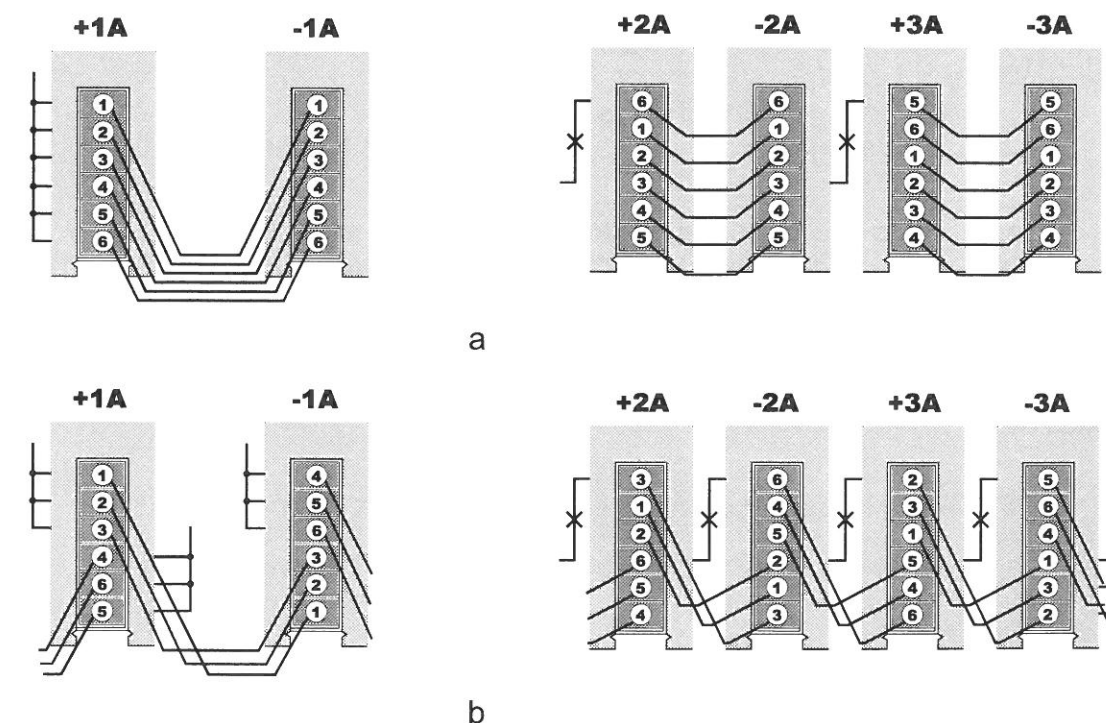 +1A -1A +2A -2A +3A -3A
1 1 6 6 5 5
2 2 1 1 6 6
3 3 2 2 1 1
4 4 3 3 2 2
5 5 4 4 3 3
6 6 5 5 4 4
a
+1A -1A +2A -2A +3A -3A
1 4 3 6 2 5
2 5 1 4 3 6
3 6 2 5 1 4
4 3 6 2 5 1
6 2 5 1 4 3
5 1 4 3 6 2
b